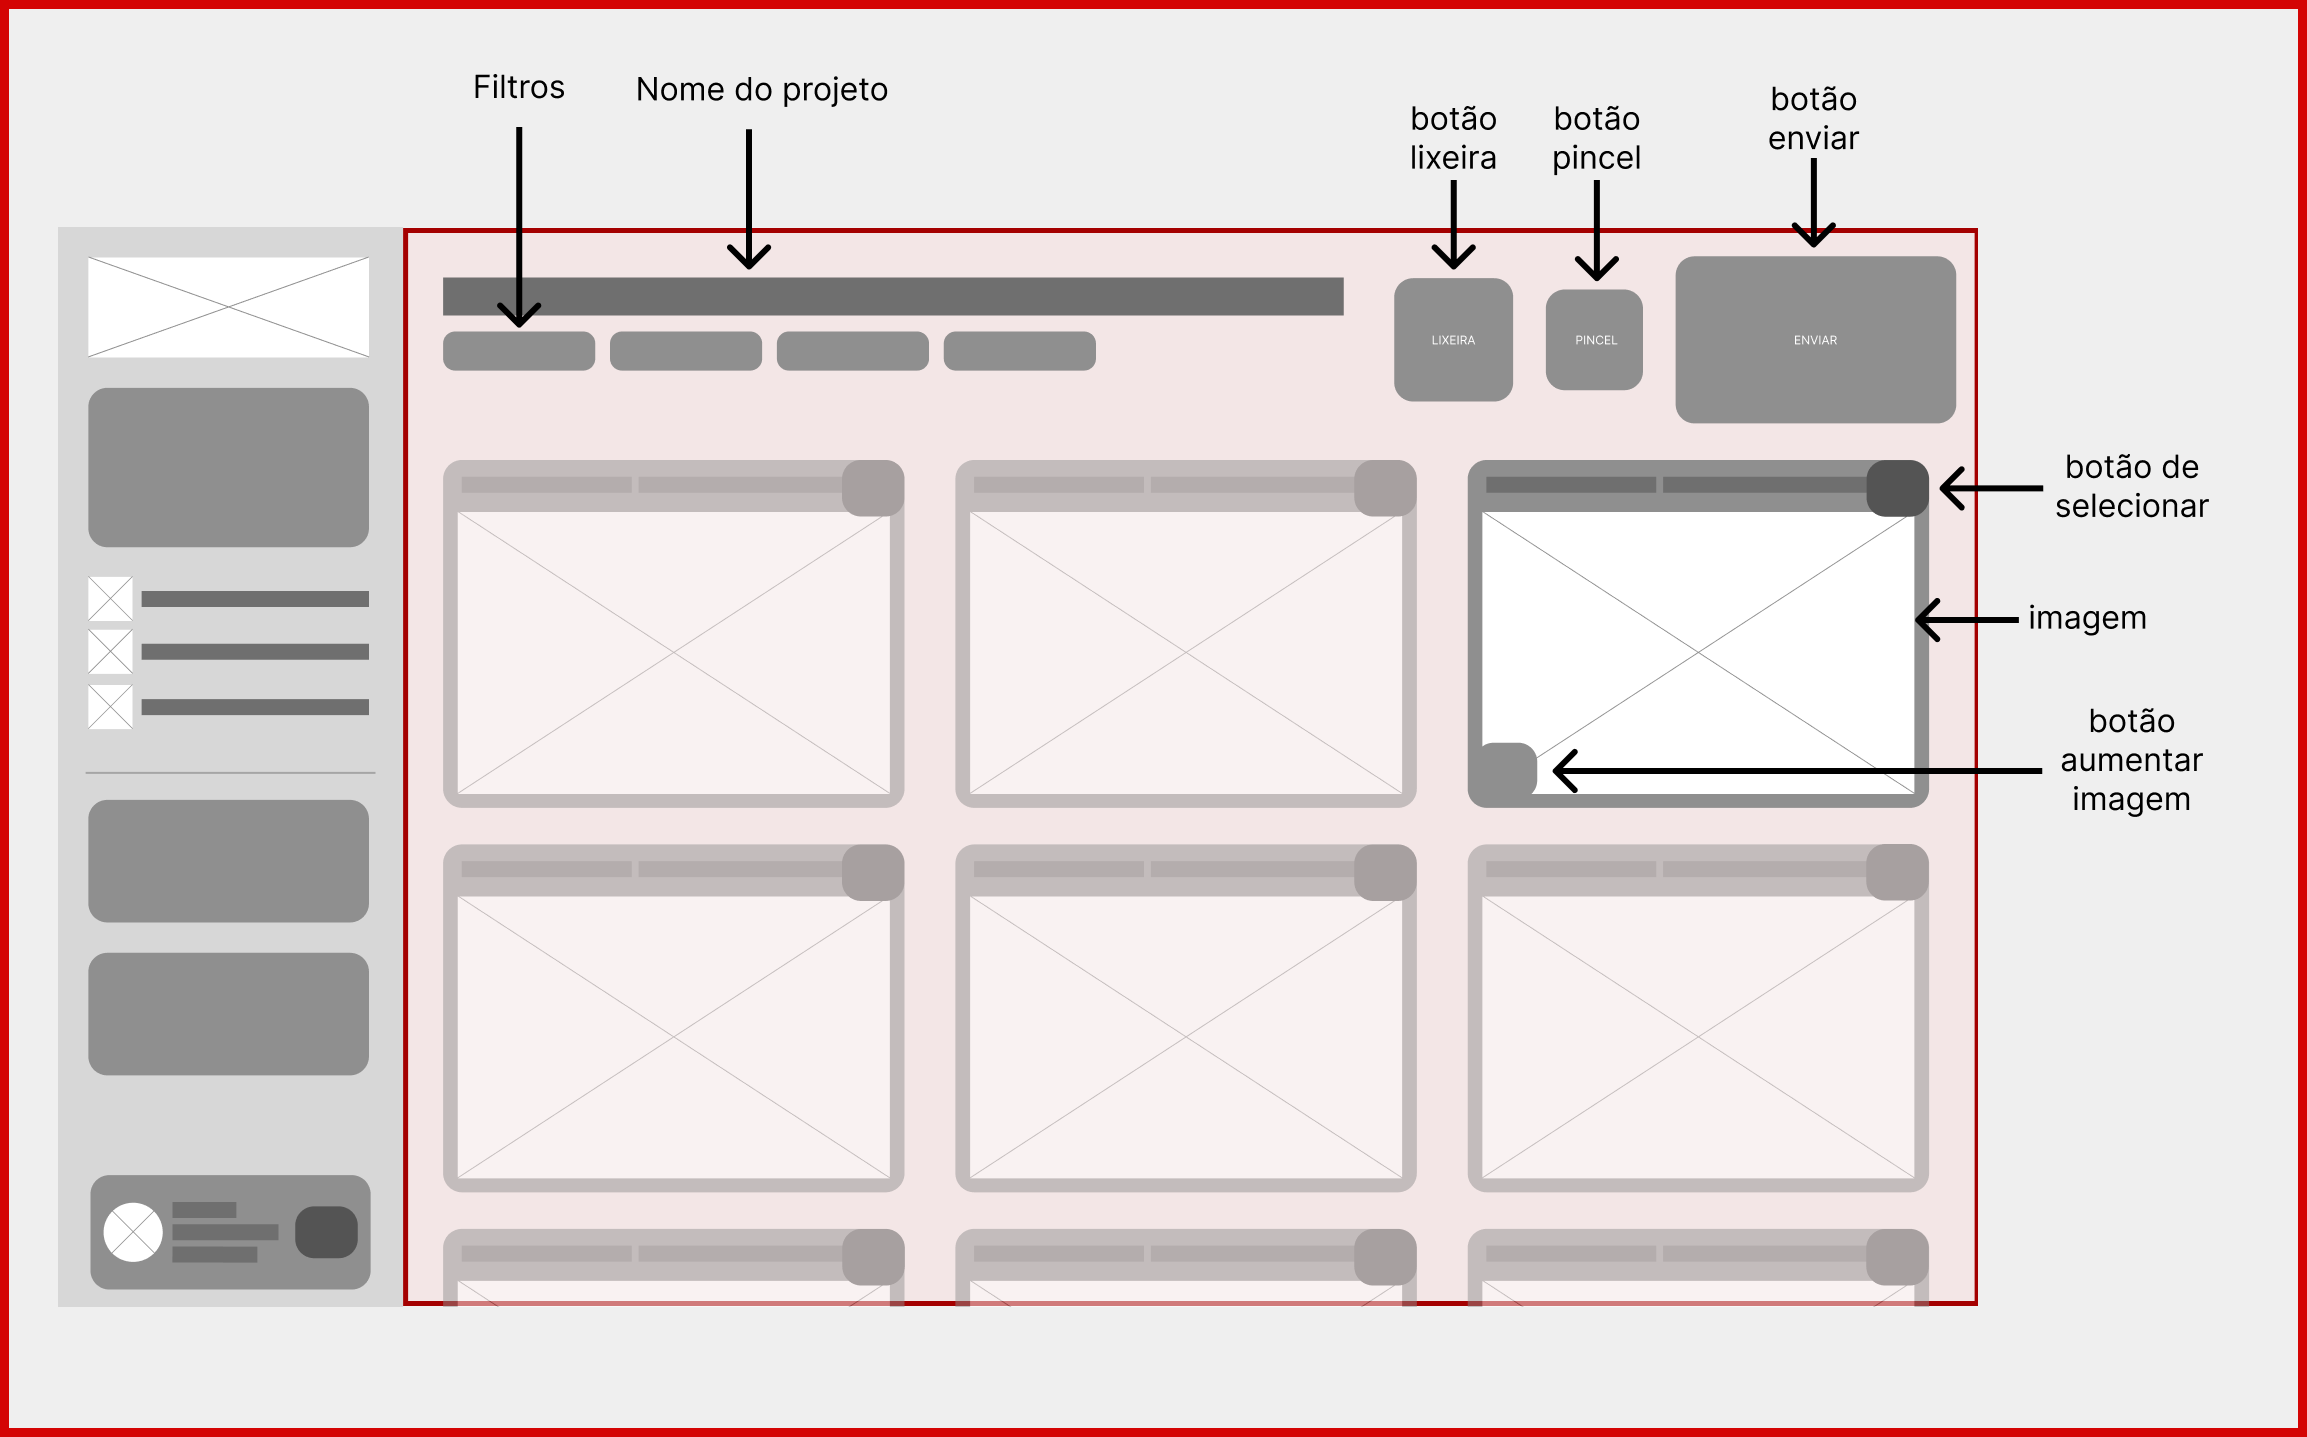 Filtros
Nome do projeto
botão
lixeira
botão
pincel
botão
enviar
LIXEIRA
PINCEL
ENVIAR
botão de
selecionar
imagem
botão
aumentar
imagem